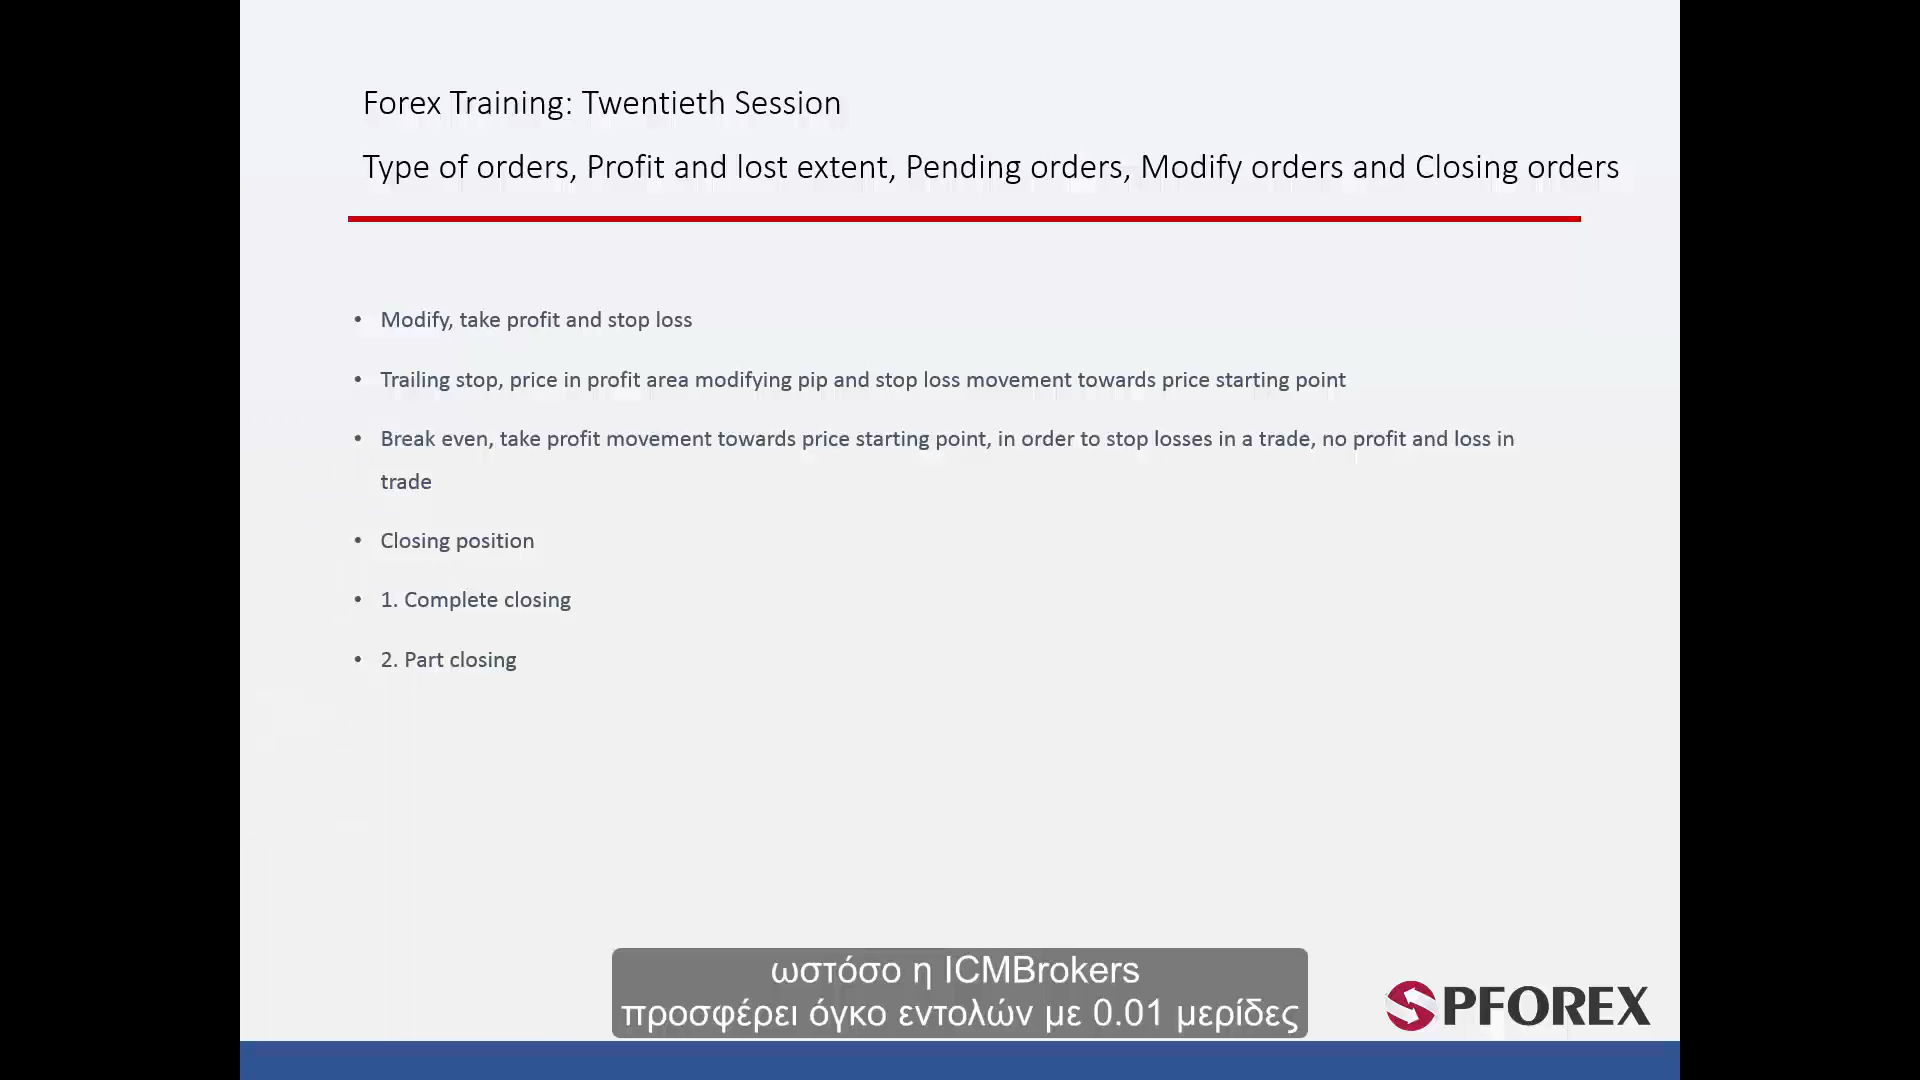 Forex Training: Twentieth Session
Type of orders, Profit and lost extent, Pending orders, Modify orders and Closing orders
• Modify, take profit and stop loss
• Trailing stop, price in profit area modifying pip and stop loss movement towards price starting point
• Break even, take profit movement towards price starting point, in order to stop losses in a trade, no profit and loss in
trade
• Closing position
• 1. Complete closing
• 2. Part closing
ωστόσο η ICMBrokers
προσφέρει όγκο εντολών με 0.01 μερίδες
PFOREX